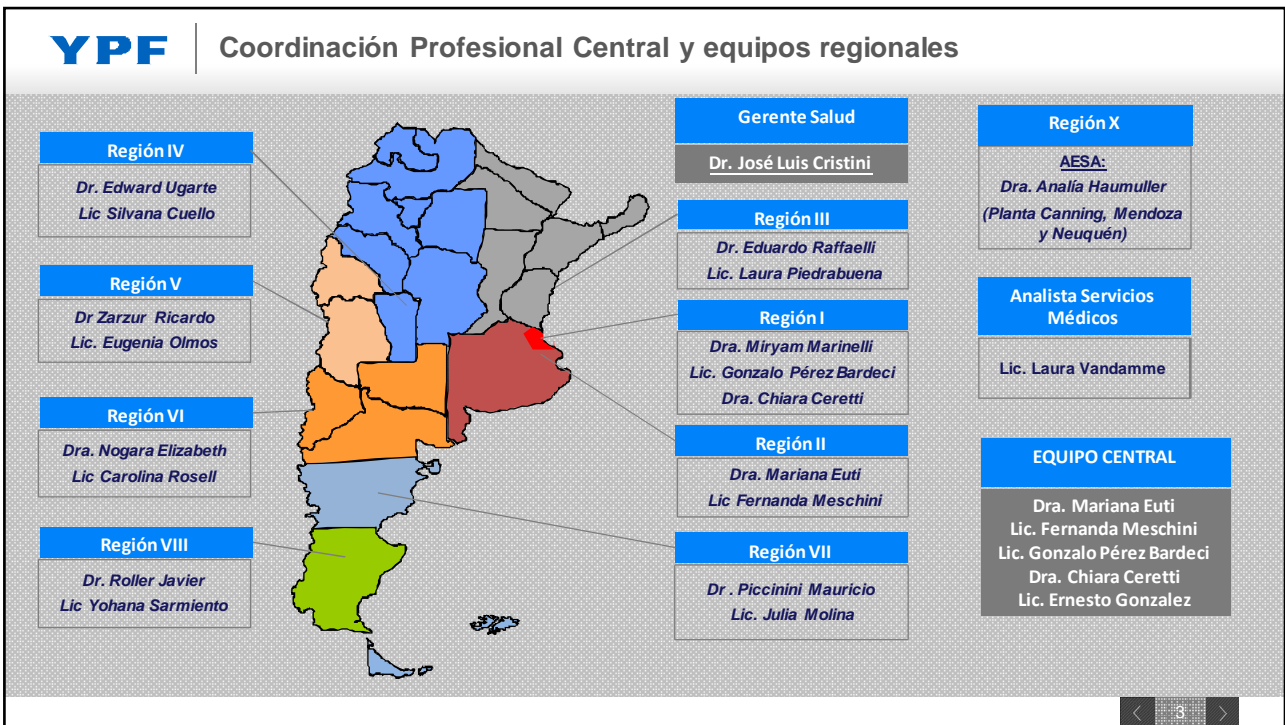 YPF
Coordinación Profesional Central y equipos regionales
Región IV
Dr. Edward Ugarte
Lic Silvana Cuello
Región V
Dr Zarzur Ricardo
Lic. Eugenia Olmos
Región VI
Dra. Nogara Elizabeth
Lic Carolina Rosell
Región VIII
Dr. Roller Javier
Lic Yohana Sarmiento
Gerente Salud
Dr. José Luis Cristini
Región III
Dr. Eduardo Raffaelli
Lic. Laura Piedrabuena
Región I
Dra. Miryam Marinelli
Lic. Gonzalo Pérez Bardeci
Dra. Chiara Ceretti
Región II
Dra. Mariana Euti
Lic Fernanda Meschini
Región VII
Dr . Piccinini Mauricio
Lic. Julia Molina
Región X
AESA:
Dra. Analía Haumuller
(Planta Canning, Mendoza
y Neuquén)
Analista Servicios
Médicos
Lic. Laura Vandamme
EQUIPO CENTRAL
Dra. Mariana Euti
Lic. Fernanda Meschini
Lic. Gonzalo Pérez Bardeci
Dra. Chiara Ceretti
Lic. Ernesto Gonzalez
3